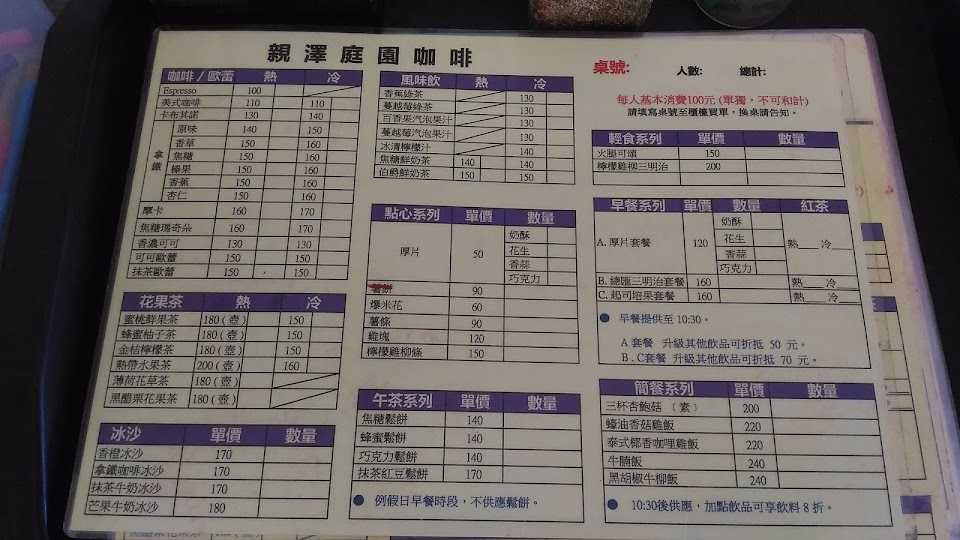 親澤庭園咖啡
桌號: 人數: 總計:
每人基本消費100元(單獨,不可和計)
請填寫桌號至櫃檯買單,換桌請告知。
咖啡/歐蕾 熱 冷
Espresso 100
美式咖啡 110 110
卡布其諾 130 140
拿鐵
原味 140 150
香草 150 160
焦糖 150 160
榛果 150 160
香蕉 150 160
杏仁 150 160
摩卡 160 170
焦糖瑪奇朵 160 170
香濃可可 130 130
可可歐蕾 150 150
抹茶歐蕾 150 150
花果茶 熱 冷
蜜桃鮮果茶 180(壺) 150
蜂蜜柚子茶 180(壺) 150
金桔檸檬茶 180(壺) 150
熱帶水果茶 200(壺) 160
薄荷花草茶 180(壺)
黑醋栗花果茶 180(壺)
冰沙 單價 數量
香橙冰沙 170
拿鐵咖啡冰沙 170
抹茶牛奶冰沙 170
芒果牛奶冰沙 180
風味飲 熱 冷
香蕉綠茶 130
蔓越莓綠茶 130
百香果汽泡果汁 130
蔓越莓汽泡果汁 140
冰清檸檬汁 140
焦糖鮮奶茶 140 140
伯爵鮮奶茶 150 150
點心系列 單價 數量
厚片 50
奶酥
花生
香蒜
巧克力
薯餅 90
爆米花 60
薯條 90
雞塊 120
檸檬雞柳條 150
午茶系列 單價 數量
焦糖鬆餅 140
蜂蜜鬆餅 140
巧克力鬆餅 140
抹茶紅豆鬆餅 170
● 例假日早餐時段,不供應鬆餅。
輕食系列 單價 數量
火腿可頌 150
檸檬雞柳三明治 200
早餐系列 單價 數量 紅茶
A. 厚片套餐 120 熱__ 冷__
奶酥
花生
香蒜
巧克力
B. 總匯三明治套餐 160 熱__ 冷__
C. 起司培果套餐 160 熱__ 冷__
● 早餐提供至 10:30。
A 套餐 升級其他飲品可折抵 50 元。
B.C套餐 升級其他飲品可折抵 70 元。
簡餐系列 單價 數量
三杯杏鮑菇 〔素〕 200
蠔油香菇雞飯 220
泰式椰香咖哩雞飯 220
牛腩飯 240
黑胡椒牛柳飯 240
● 10:30後供應,加點飲品可享飲料 8 折。